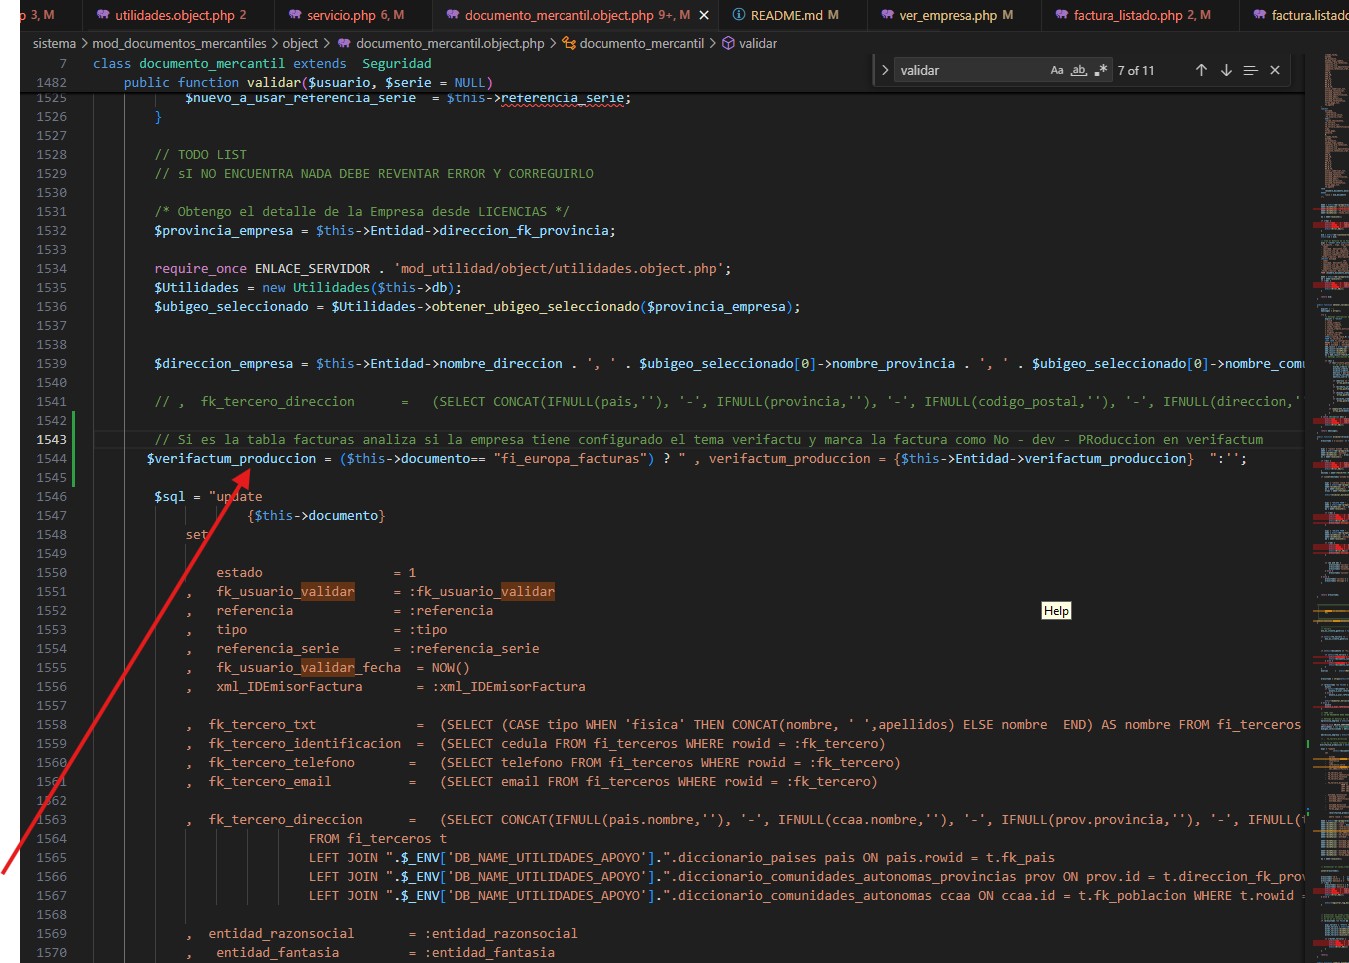 p 3, M utilidades.object.php 2 servicio.php 6, M documento_mercantil.object.php 9+, M README.md M ver_empresa.php M factura_listado.php 2, M factura.listado
sistema > mod_documentos_mercantiles > object > documento_mercantil.object.php > documento_mercantil > validar
7 class documento_mercantil extends Seguridad
1482 public function validar($usuario, $serie = NULL)
validar Aa ab 7 of 11
1525 $nuevo_a_usar_referencia_serie = $this->referencia_serie;
1526 }
1527
1528 // TODO LIST
1529 // sI NO ENCUENTRA NADA DEBE REVENTAR ERROR Y CORREGUIRLO
1530
1531 /* Obtengo el detalle de la Empresa desde LICENCIAS */
1532 $provincia_empresa = $this->Entidad->direccion_fk_provincia;
1533
1534 require_once ENLACE_SERVIDOR . 'mod_utilidad/object/utilidades.object.php';
1535 $Utilidades = new Utilidades($this->db);
1536 $ubigeo_seleccionado = $Utilidades->obtener_ubigeo_seleccionado($provincia_empresa);
1537
1538
1539 $direccion_empresa = $this->Entidad->nombre_direccion . ', ' . $ubigeo_seleccionado[0]->nombre_provincia . ', ' . $ubigeo_seleccionado[0]->nombre_comu
1540
1541 // , fk_tercero_direccion = (SELECT CONCAT(IFNULL(pais,''), '-', IFNULL(provincia,''), '-', IFNULL(codigo_postal,''), '-', IFNULL(direccion,'
1542
1543 // Si es la tabla facturas analiza si la empresa tiene configurado el tema verifactu y marca la factura como No - dev - PRoduccion en verifactum
1544 $verifactum_produccion = ($this->documento== "fi_europa_facturas") ? " , verifactum_produccion = {$this->Entidad->verifactum_produccion} ":'';
1545
1546 $sql = "update
1547 {$this->documento}
1548 set
1549
1550 estado = 1
1551 , fk_usuario_validar = :fk_usuario_validar
1552 , referencia = :referencia
Help
1553 , tipo = :tipo
1554 , referencia_serie = :referencia_serie
1555 , fk_usuario_validar_fecha = NOW()
1556 , xml_IDEmisorFactura = :xml_IDEmisorFactura
1557
1558 , fk_tercero_txt = (SELECT (CASE tipo WHEN 'fisica' THEN CONCAT(nombre, ' ',apellidos) ELSE nombre END) AS nombre FROM fi_terceros
1559 , fk_tercero_identificacion = (SELECT cedula FROM fi_terceros WHERE rowid = :fk_tercero)
1560 , fk_tercero_telefono = (SELECT telefono FROM fi_terceros WHERE rowid = :fk_tercero)
1561 , fk_tercero_email = (SELECT email FROM fi_terceros WHERE rowid = :fk_tercero)
1562
1563 , fk_tercero_direccion = (SELECT CONCAT(IFNULL(pais.nombre,''), '-', IFNULL(ccaa.nombre,''), '-', IFNULL(prov.provincia,''), '-', IFNULL(t
1564 FROM fi_terceros t
1565 LEFT JOIN ".$_ENV['DB_NAME_UTILIDADES_APOYO'].".diccionario_paises pais ON pais.rowid = t.fk_pais
1566 LEFT JOIN ".$_ENV['DB_NAME_UTILIDADES_APOYO'].".diccionario_comunidades_autonomas_provincias prov ON prov.id = t.direccion_fk_prov
1567 LEFT JOIN ".$_ENV['DB_NAME_UTILIDADES_APOYO'].".diccionario_comunidades_autonomas ccaa ON ccaa.id = t.fk_poblacion WHERE t.rowid =
1568
1569 , entidad_razonsocial = :entidad_razonsocial
1570 , entidad_fantasia = :entidad_fantasia